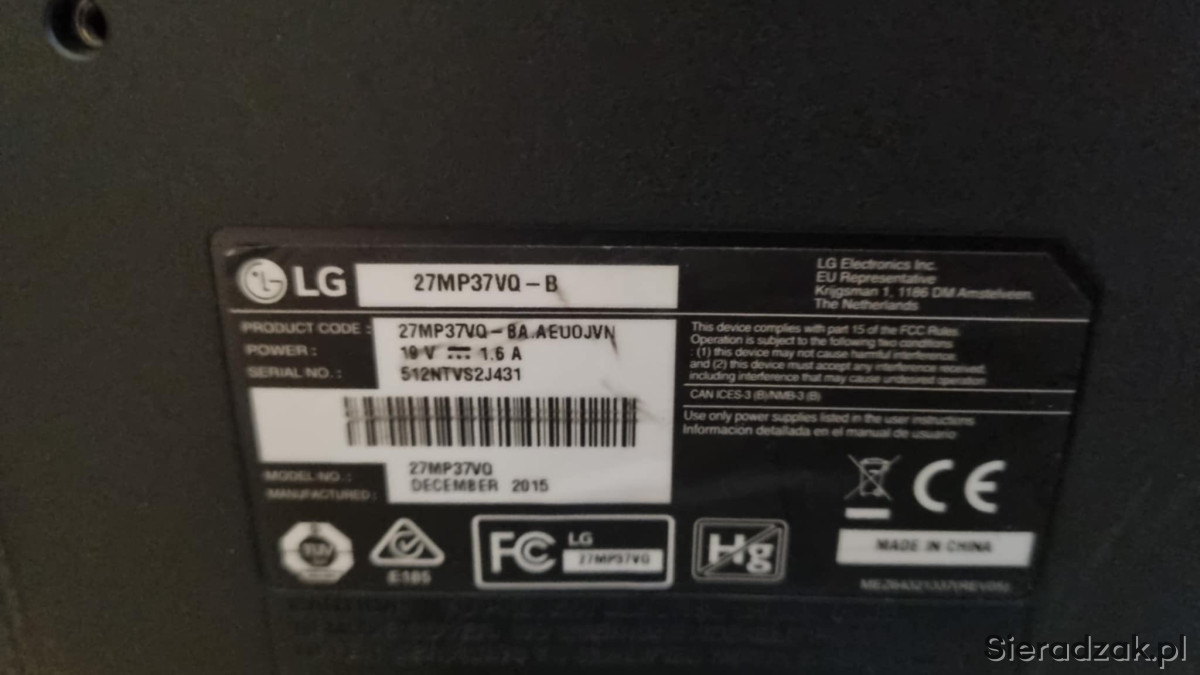 LG 27MP37VQ-B
LG Electronics Inc.
EU Representative
Krijgsman 1, 1186 DM Amstelveen,
The Netherlands
PRODUCT CODE : 27MP37VQ-BA.AEUOJVN
POWER : 19 V ⎓ 1.6 A
SERIAL NO. : 512NTVS2J431
MODEL NO. : 27MP37VQ
MANUFACTURED : DECEMBER 2015
This device complies with part 15 of the FCC Rules
Operation is subject to the following two conditions
: (1) this device may not cause harmful interference,
and (2) this device must accept any interference received,
including interference that may cause undesired operation
CAN ICES-3 (B)/NMB-3 (B)
Use only power supplies listed in the user instructions
Información detallada en el manual de usuario
CE
TUV
E185
FC LG
27MP37VQ
Hg
MADE IN CHINA
Sieradzak.pl